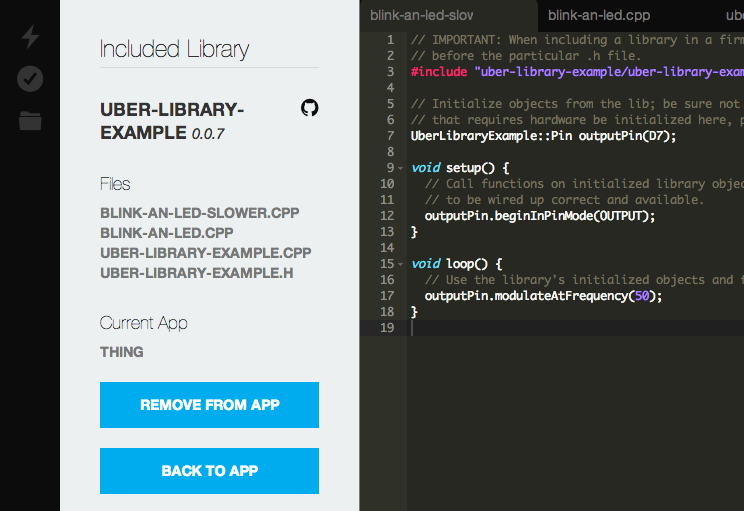 Included Library
UBER-LIBRARY-
EXAMPLE 0.0.7
Files
BLINK-AN-LED-SLOWER.CPP
BLINK-AN-LED.CPP
UBER-LIBRARY-EXAMPLE.CPP
UBER-LIBRARY-EXAMPLE.H
Current App
THING
REMOVE FROM APP
BACK TO APP
blink-an-led-slov
blink-an-led.cpp
ube
1 // IMPORTANT: When including a library in a firm
2 // before the particular .h file.
3 #include "uber-library-example/uber-library-exam
4
5 // Initialize objects from the lib; be sure not
6 // that requires hardware be initialized here, p
7 UberLibraryExample::Pin outputPin(D7);
8
9 void setup() {
10 // Call functions on initialized library objec
11 // to be wired up correct and available.
12 outputPin.beginInPinMode(OUTPUT);
13 }
14
15 void loop() {
16 // Use the library's initialized objects and f
17 outputPin.modulateAtFrequency(50);
18 }
19